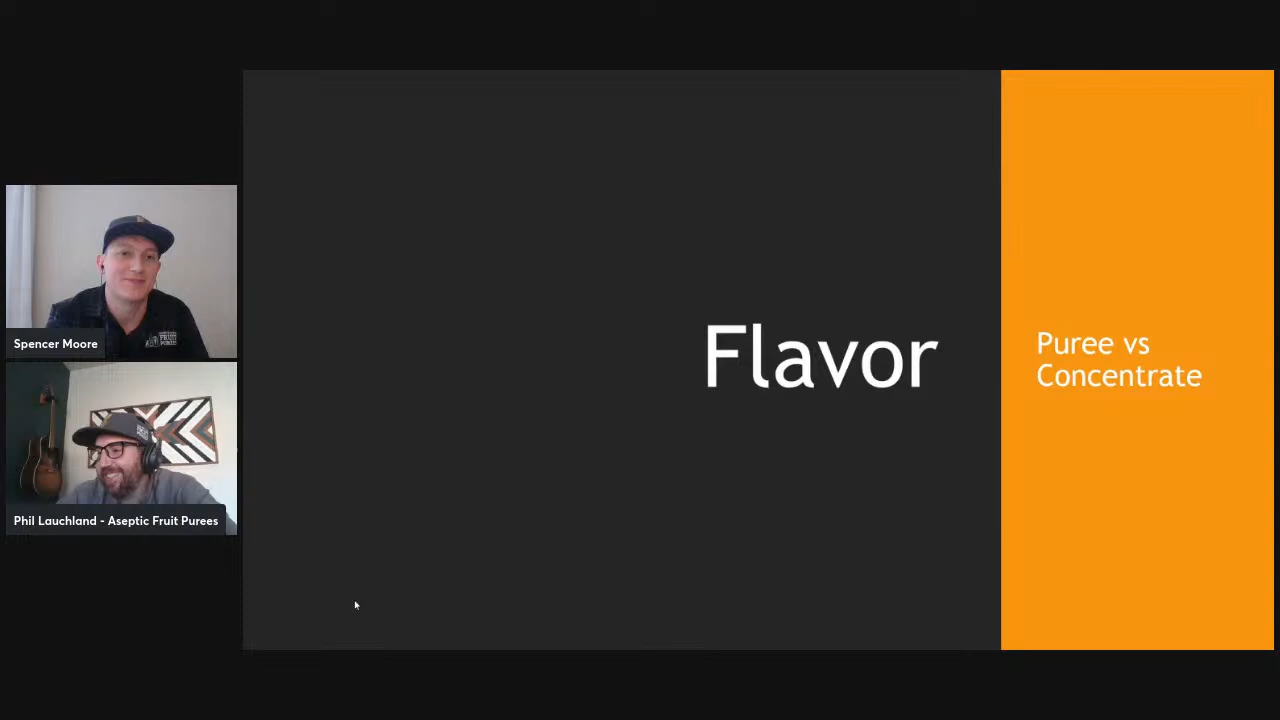 Spencer Moore
Phil Lauchland - Aseptic Fruit Purees
Flavor
Puree vs
Concentrate